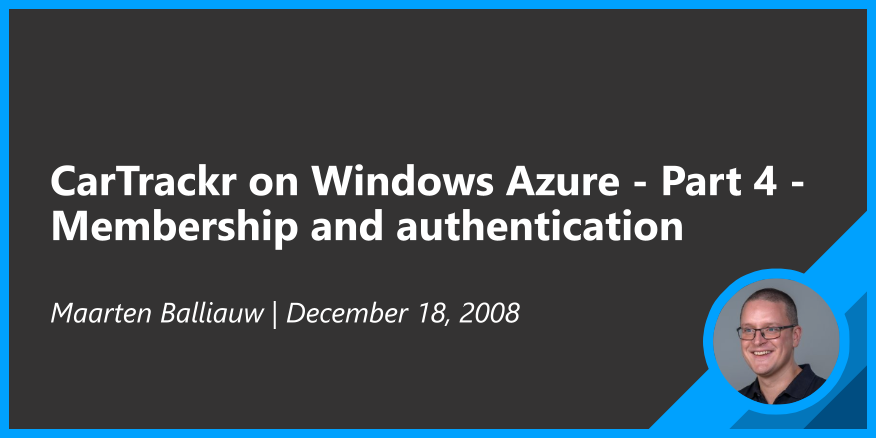 CarTrackr on Windows Azure - Part 4 -
Membership and authentication
Maarten Balliauw | December 18, 2008